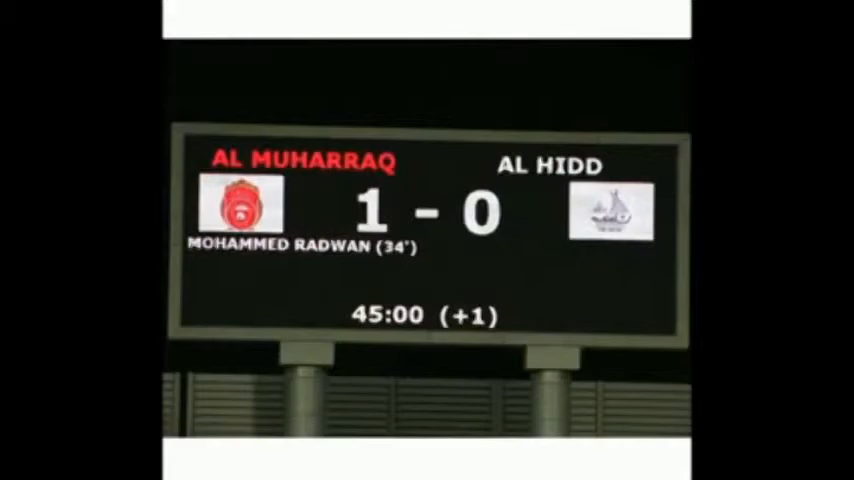 AL MUHARRAQ
AL HIDD
1 - 0
MOHAMMED RADWAN (34')
45:00 (+1)